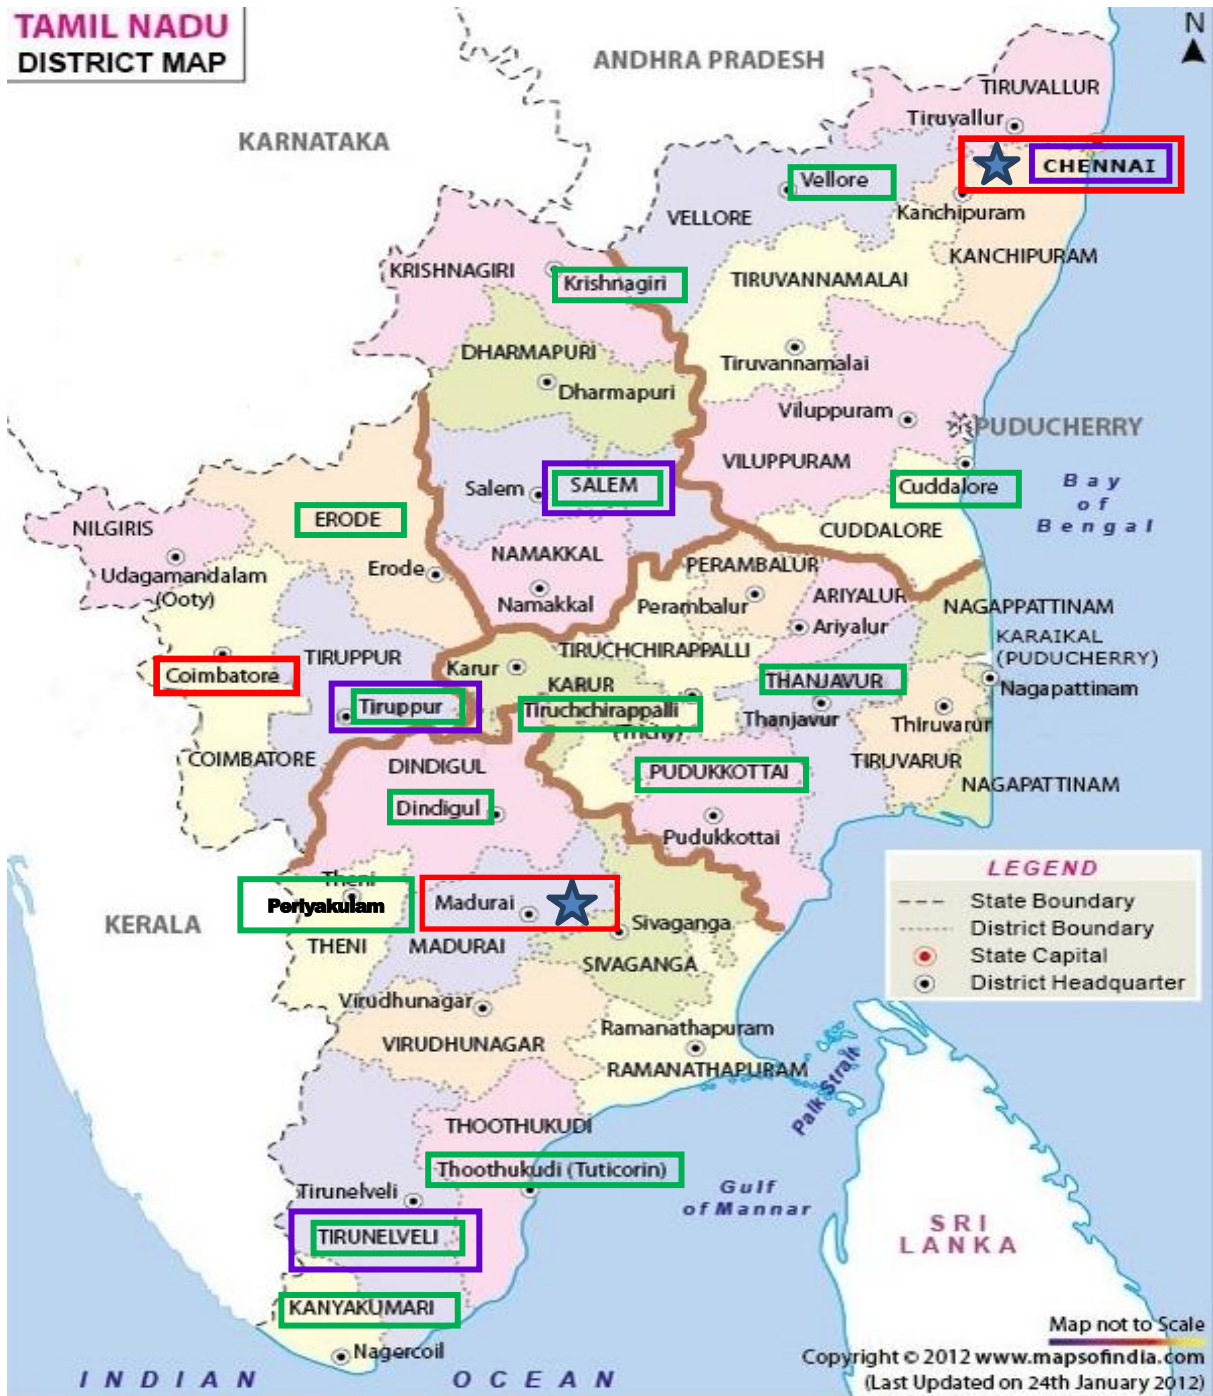 TAMIL NADU
DISTRICT MAP
N
ANDHRA PRADESH
TIRUVALLUR
Tiruvallur
KARNATAKA
CHENNAI
Vellore
Kanchipuram
VELLORE
KANCHIPURAM
KRISHNAGIRI
Krishnagiri
TIRUVANNAMALAI
DHARMAPURI
Tiruvannamalai
Dharmapuri
Viluppuram
PUDUCHERRY
VILUPPURAM
Salem
SALEM
Cuddalore
Bay
of
Bengal
ERODE
NILGIRIS
CUDDALORE
NAMAKKAL
PERAMBALUR
Udagamandalam
(Ooty)
Erode
Namakkal
Perambalur
ARIYALUR
NAGAPPATTINAM
Ariyalur
KARAIKAL
(PUDUCHERRY)
TIRUPPUR
Karur
TIRUCHCHIRAPPALLI
Coimbatore
KARUR
THANJAVUR
Nagapattinam
Tiruppur
Tiruchchirappalli
(Trichy)
Thanjavur
Thiruvarur
COIMBATORE
DINDIGUL
PUDUKKOTTAI
TIRUVARUR
NAGAPATTINAM
Dindigul
Pudukkottai
LEGEND
State Boundary
District Boundary
State Capital
District Headquarter
Theni
Periyakulam
Madurai
KERALA
THENI
MADURAI
Sivaganga
SIVAGANGA
Virudhunagar
VIRUDHUNAGAR
Ramanathapuram
RAMANATHAPURAM
Palk Strait
THOOTHUKUDI
Thoothukudi (Tuticorin)
Tirunelveli
Gulf
of Mannar
TIRUNELVELI
SRI
LANKA
KANYAKUMARI
Nagercoil
Map not to Scale
Copyright © 2012 www.mapsofindia.com
(Last Updated on 24th January 2012)
INDIAN OCEAN